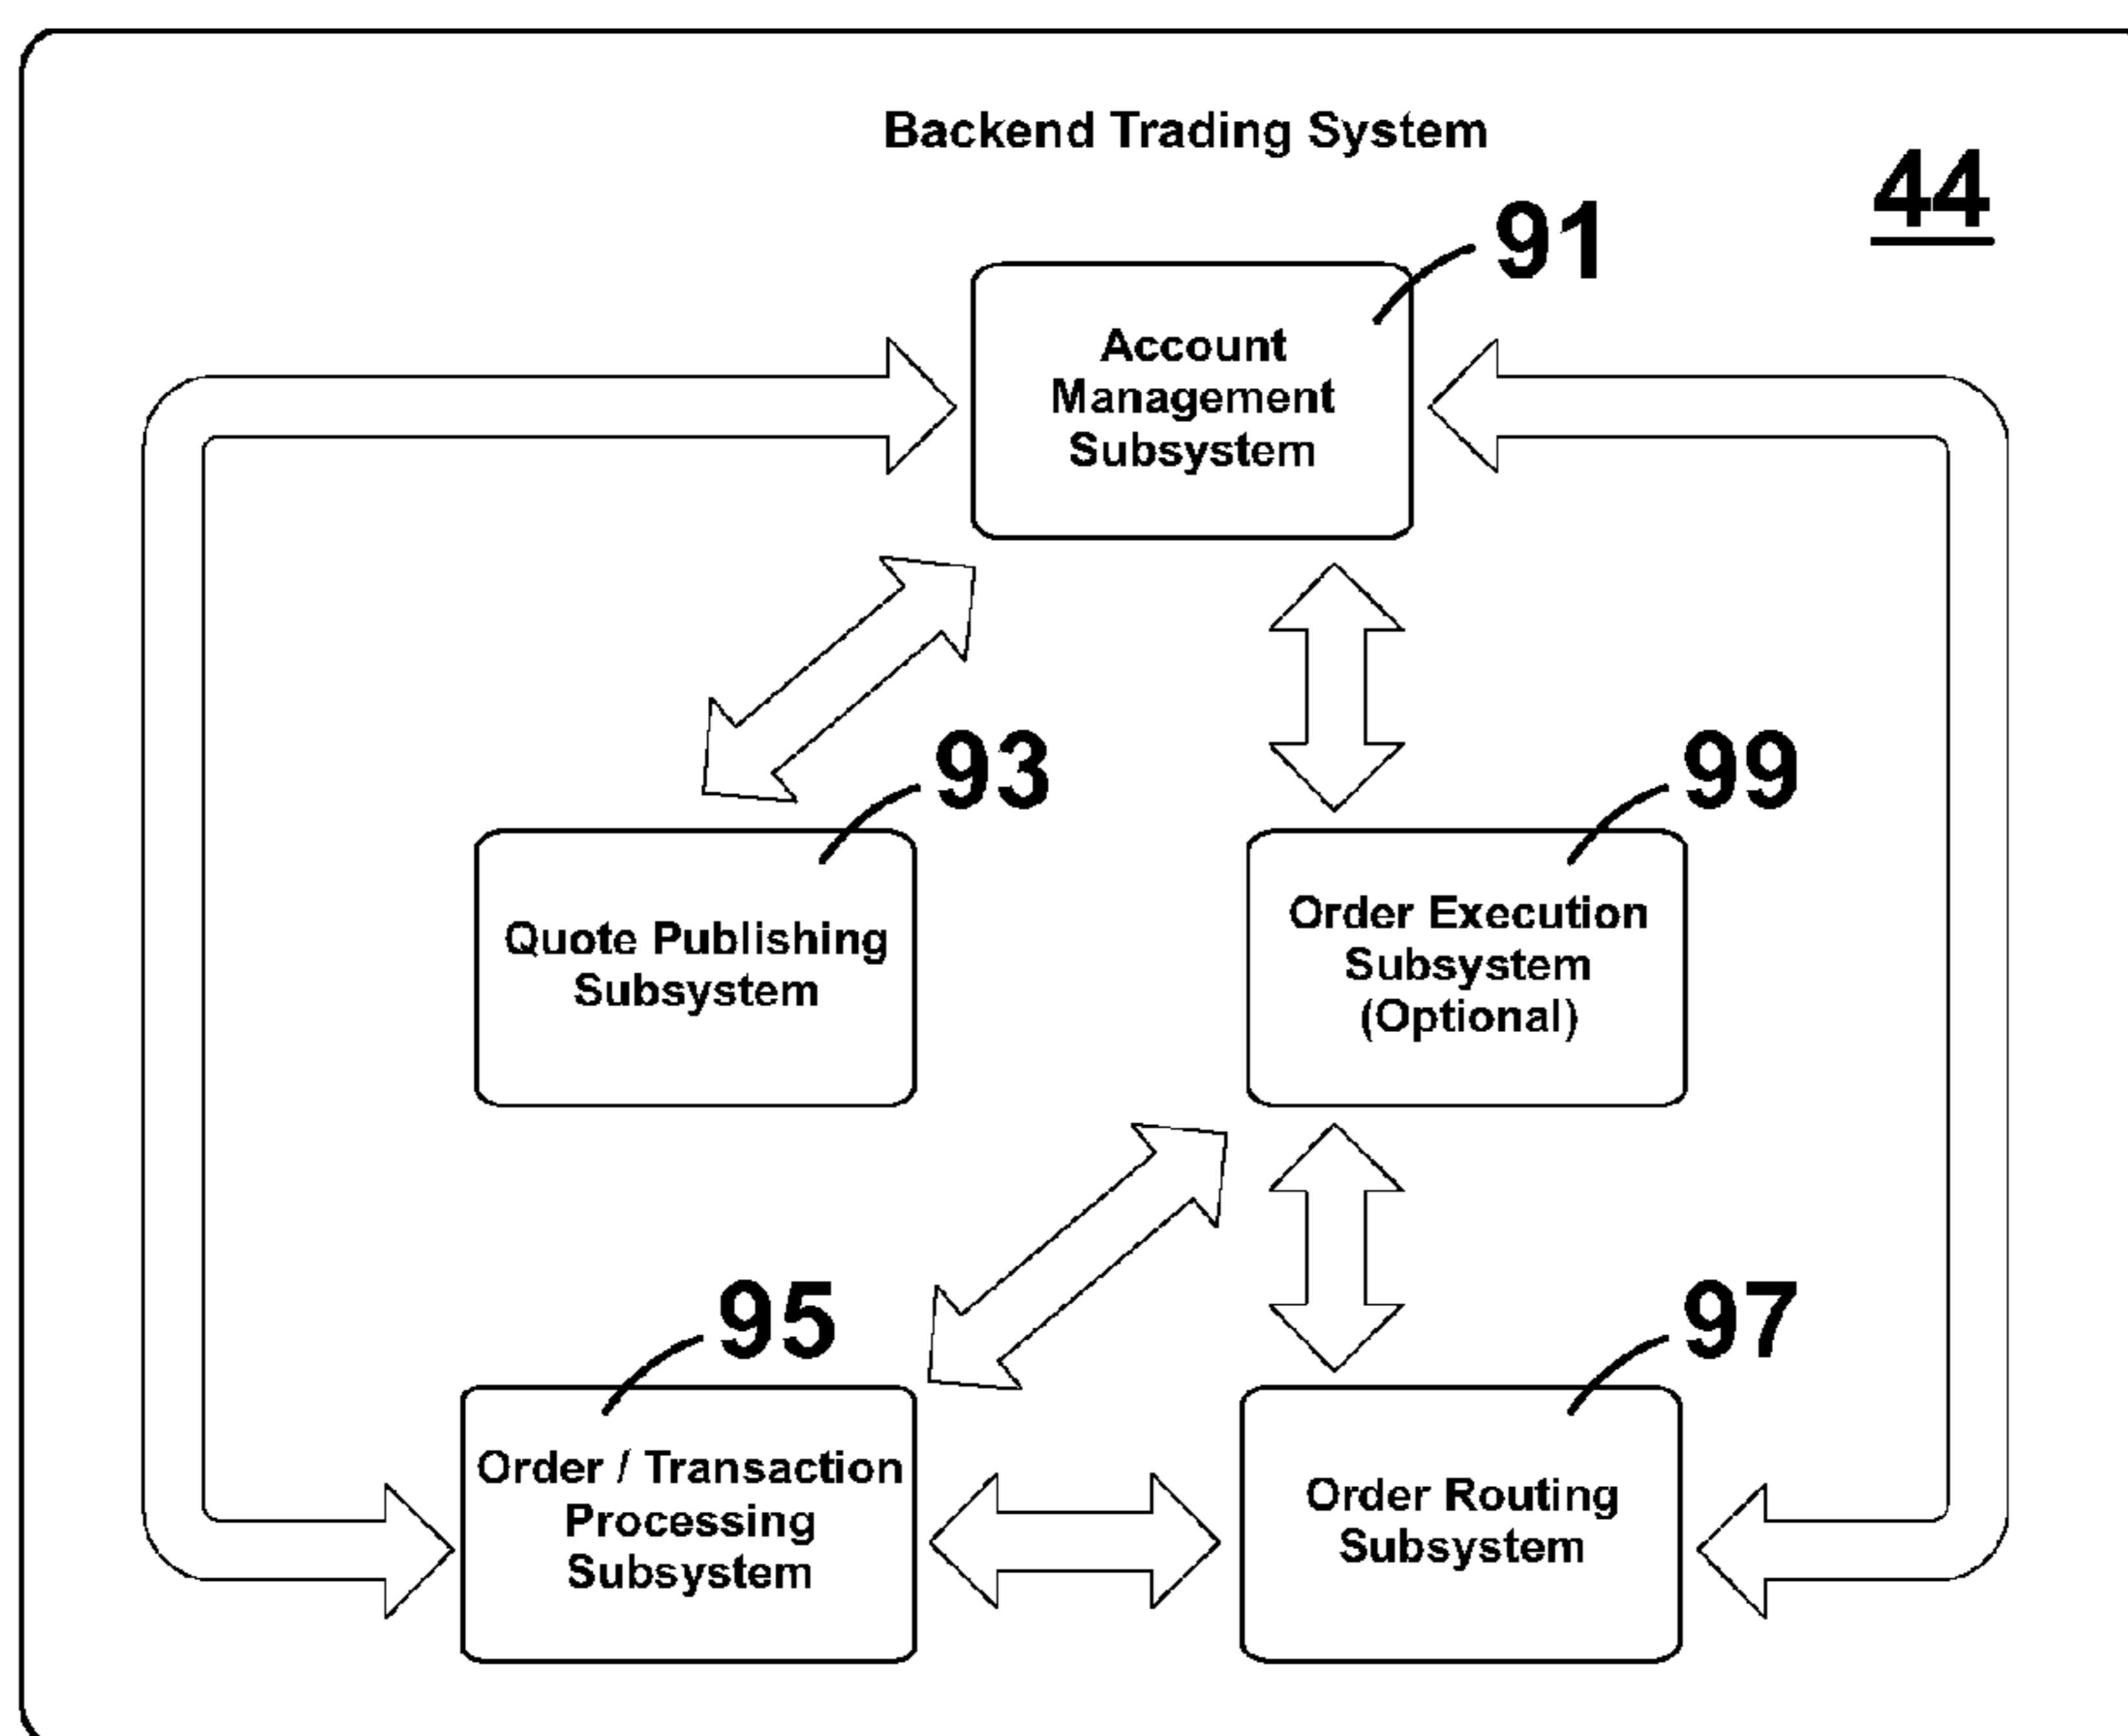 Backend Trading System
44
91
Account
Management
Subsystem
93
99
Quote Publishing
Subsystem
Order Execution
Subsystem
(Optional)
95
97
Order / Transaction
Processing
Subsystem
Order Routing
Subsystem